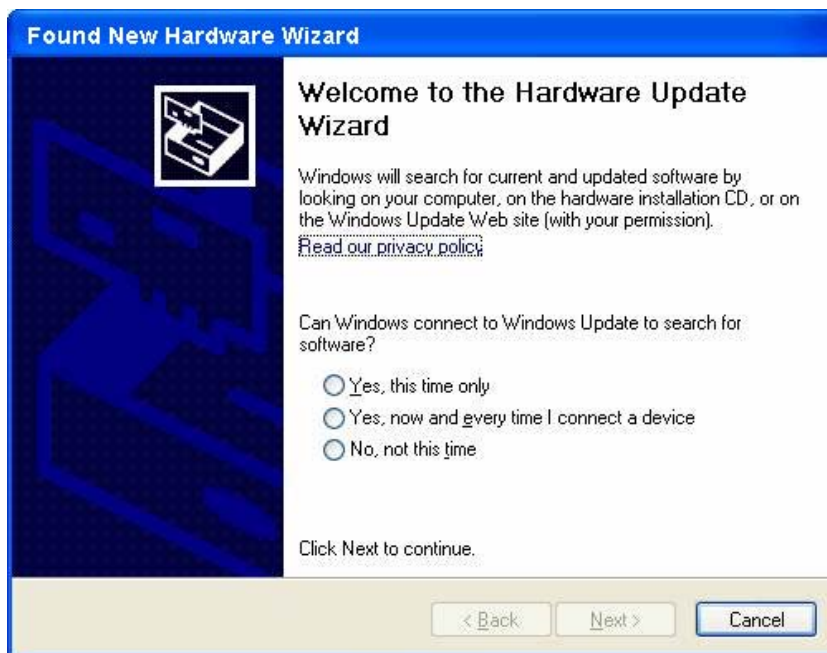 Found New Hardware Wizard
Welcome to the Hardware Update
Wizard
Windows will search for current and updated software by
looking on your computer, on the hardware installation CD, or on
the Windows Update Web site (with your permission).
Read our privacy policy
Can Windows connect to Windows Update to search for
software?
Yes, this time only
Yes, now and every time I connect a device
No, not this time
Click Next to continue.
< Back
Next >
Cancel